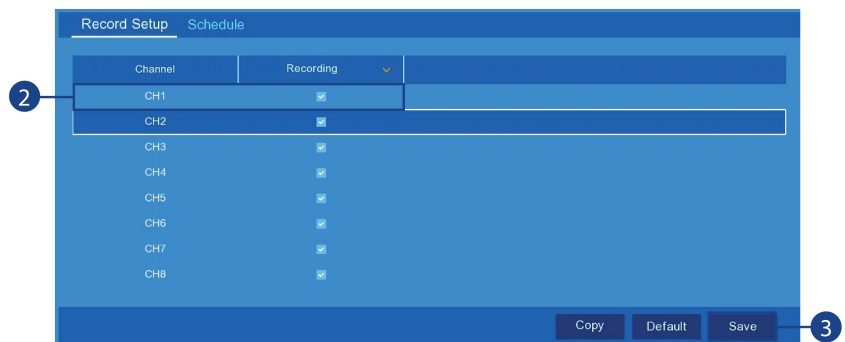 Record Setup Schedule
Channel Recording
2
CH1
CH2
CH3
CH4
CH5
CH6
CH7
CH8
Copy Default Save
3